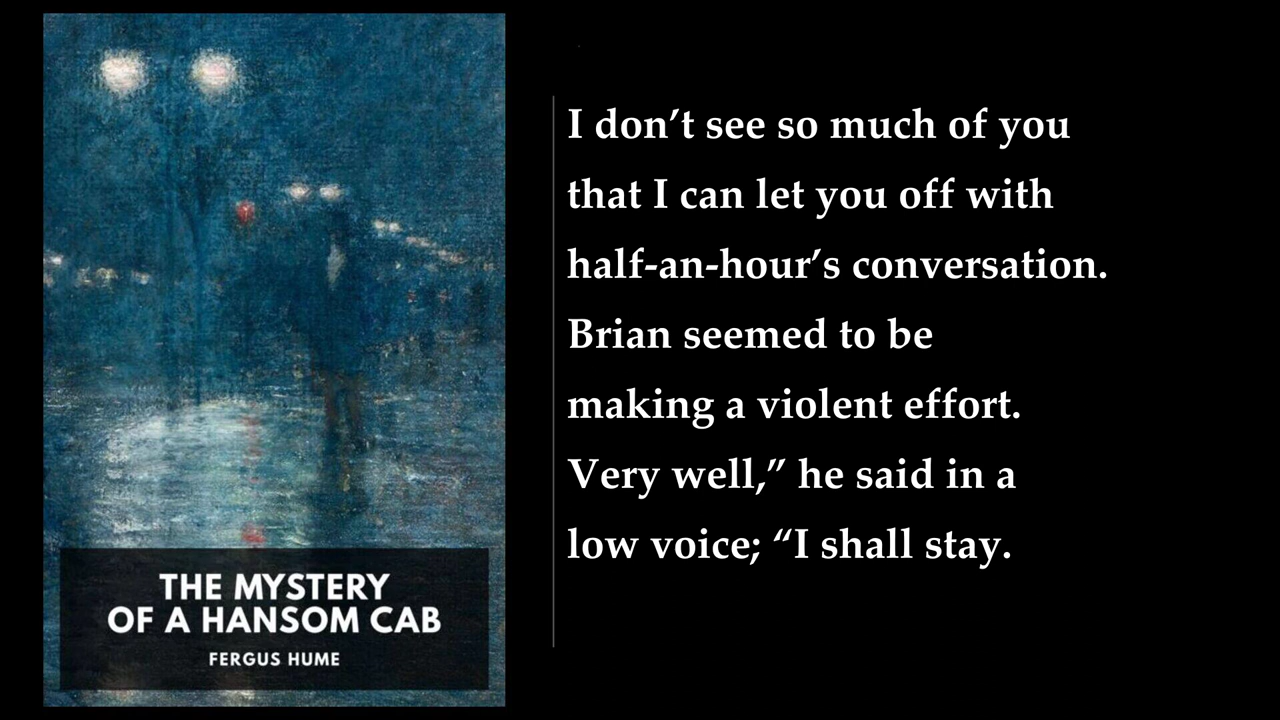 THE MYSTERY
OF A HANSOM CAB
FERGUS HUME
I don’t see so much of you
that I can let you off with
half-an-hour’s conversation.
Brian seemed to be
making a violent effort.
Very well,” he said in a
low voice; “I shall stay.